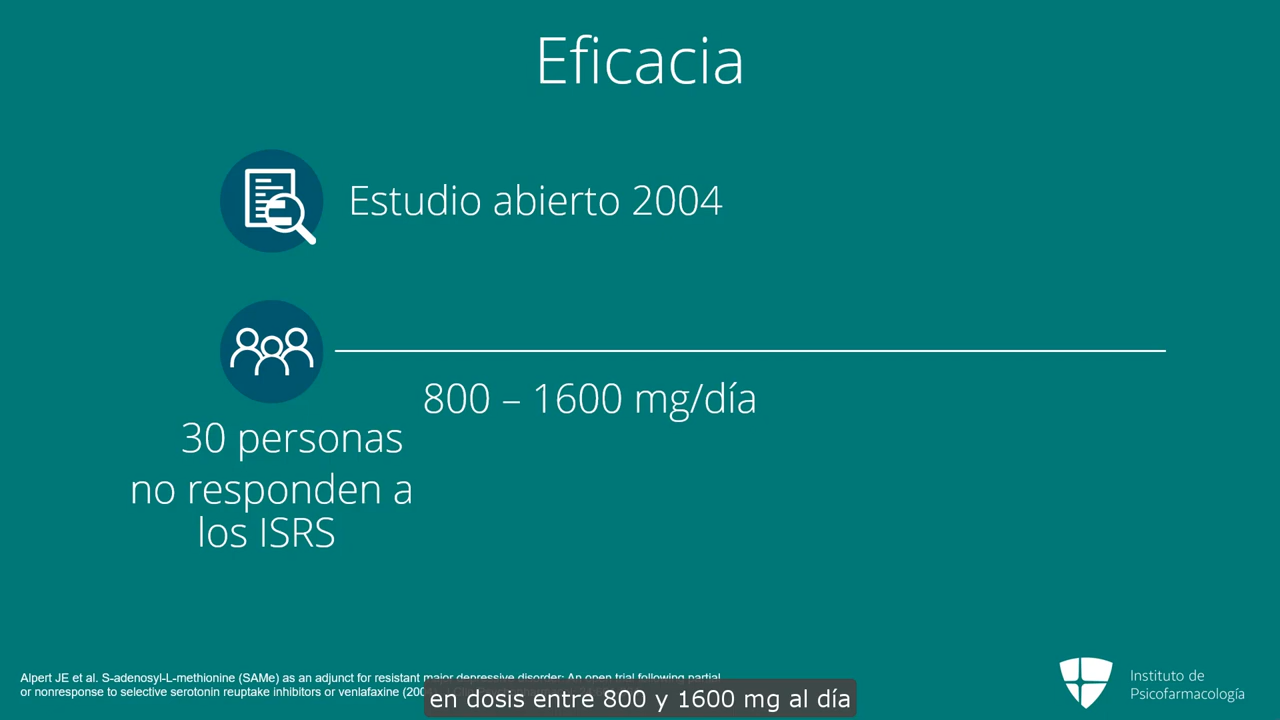 Eficacia
Estudio abierto 2004
800 – 1600 mg/día
30 personas
no responden a
los ISRS
Alpert JE et al. S-adenosyl-L-methionine (SAMe) as an adjunct for resistant major depressive disorder: An open trial following partial
or nonresponse to selective serotonin reuptake inhibitors or venlafaxine
en dosis entre 800 y 1600 mg al día
Instituto de
Psicofarmacología